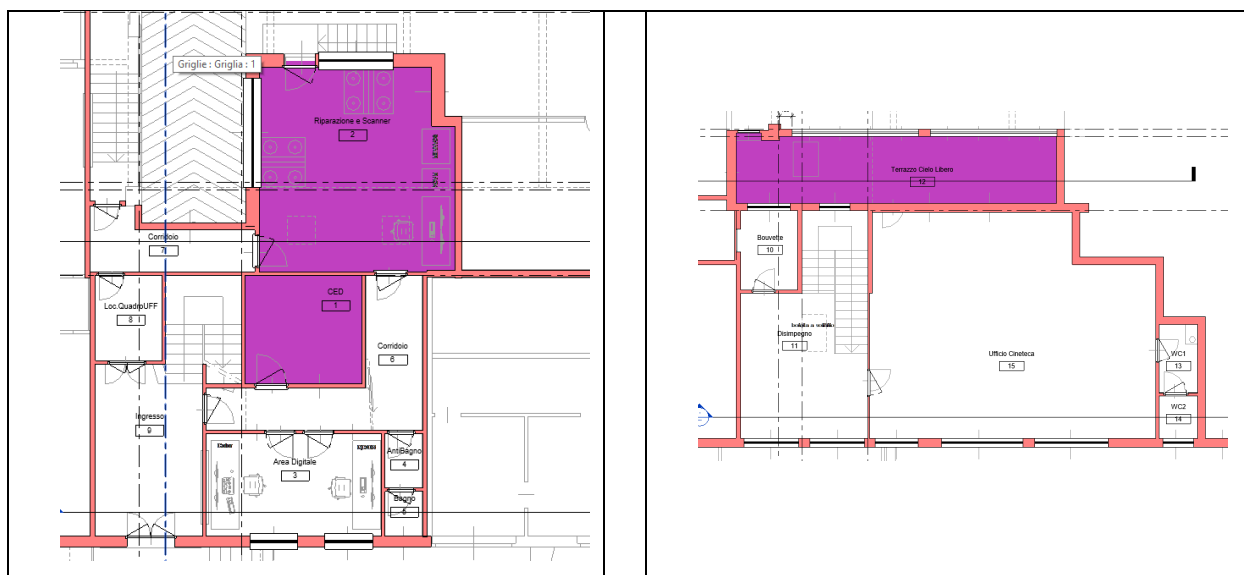 Griglie : Griglia : 1
Riparazione e Scanner
2
Corridoio
7
CED
1
Loc.QuadroUFF
8
Corridoio
6
Ingresso
9
Area Digitale
3
AntiBagno
4
Bagno
5
Terrazzo Cielo Libero
12
Bouvette
10
Disimpegno
11
Ufficio Cineteca
15
WC1
13
WC2
14